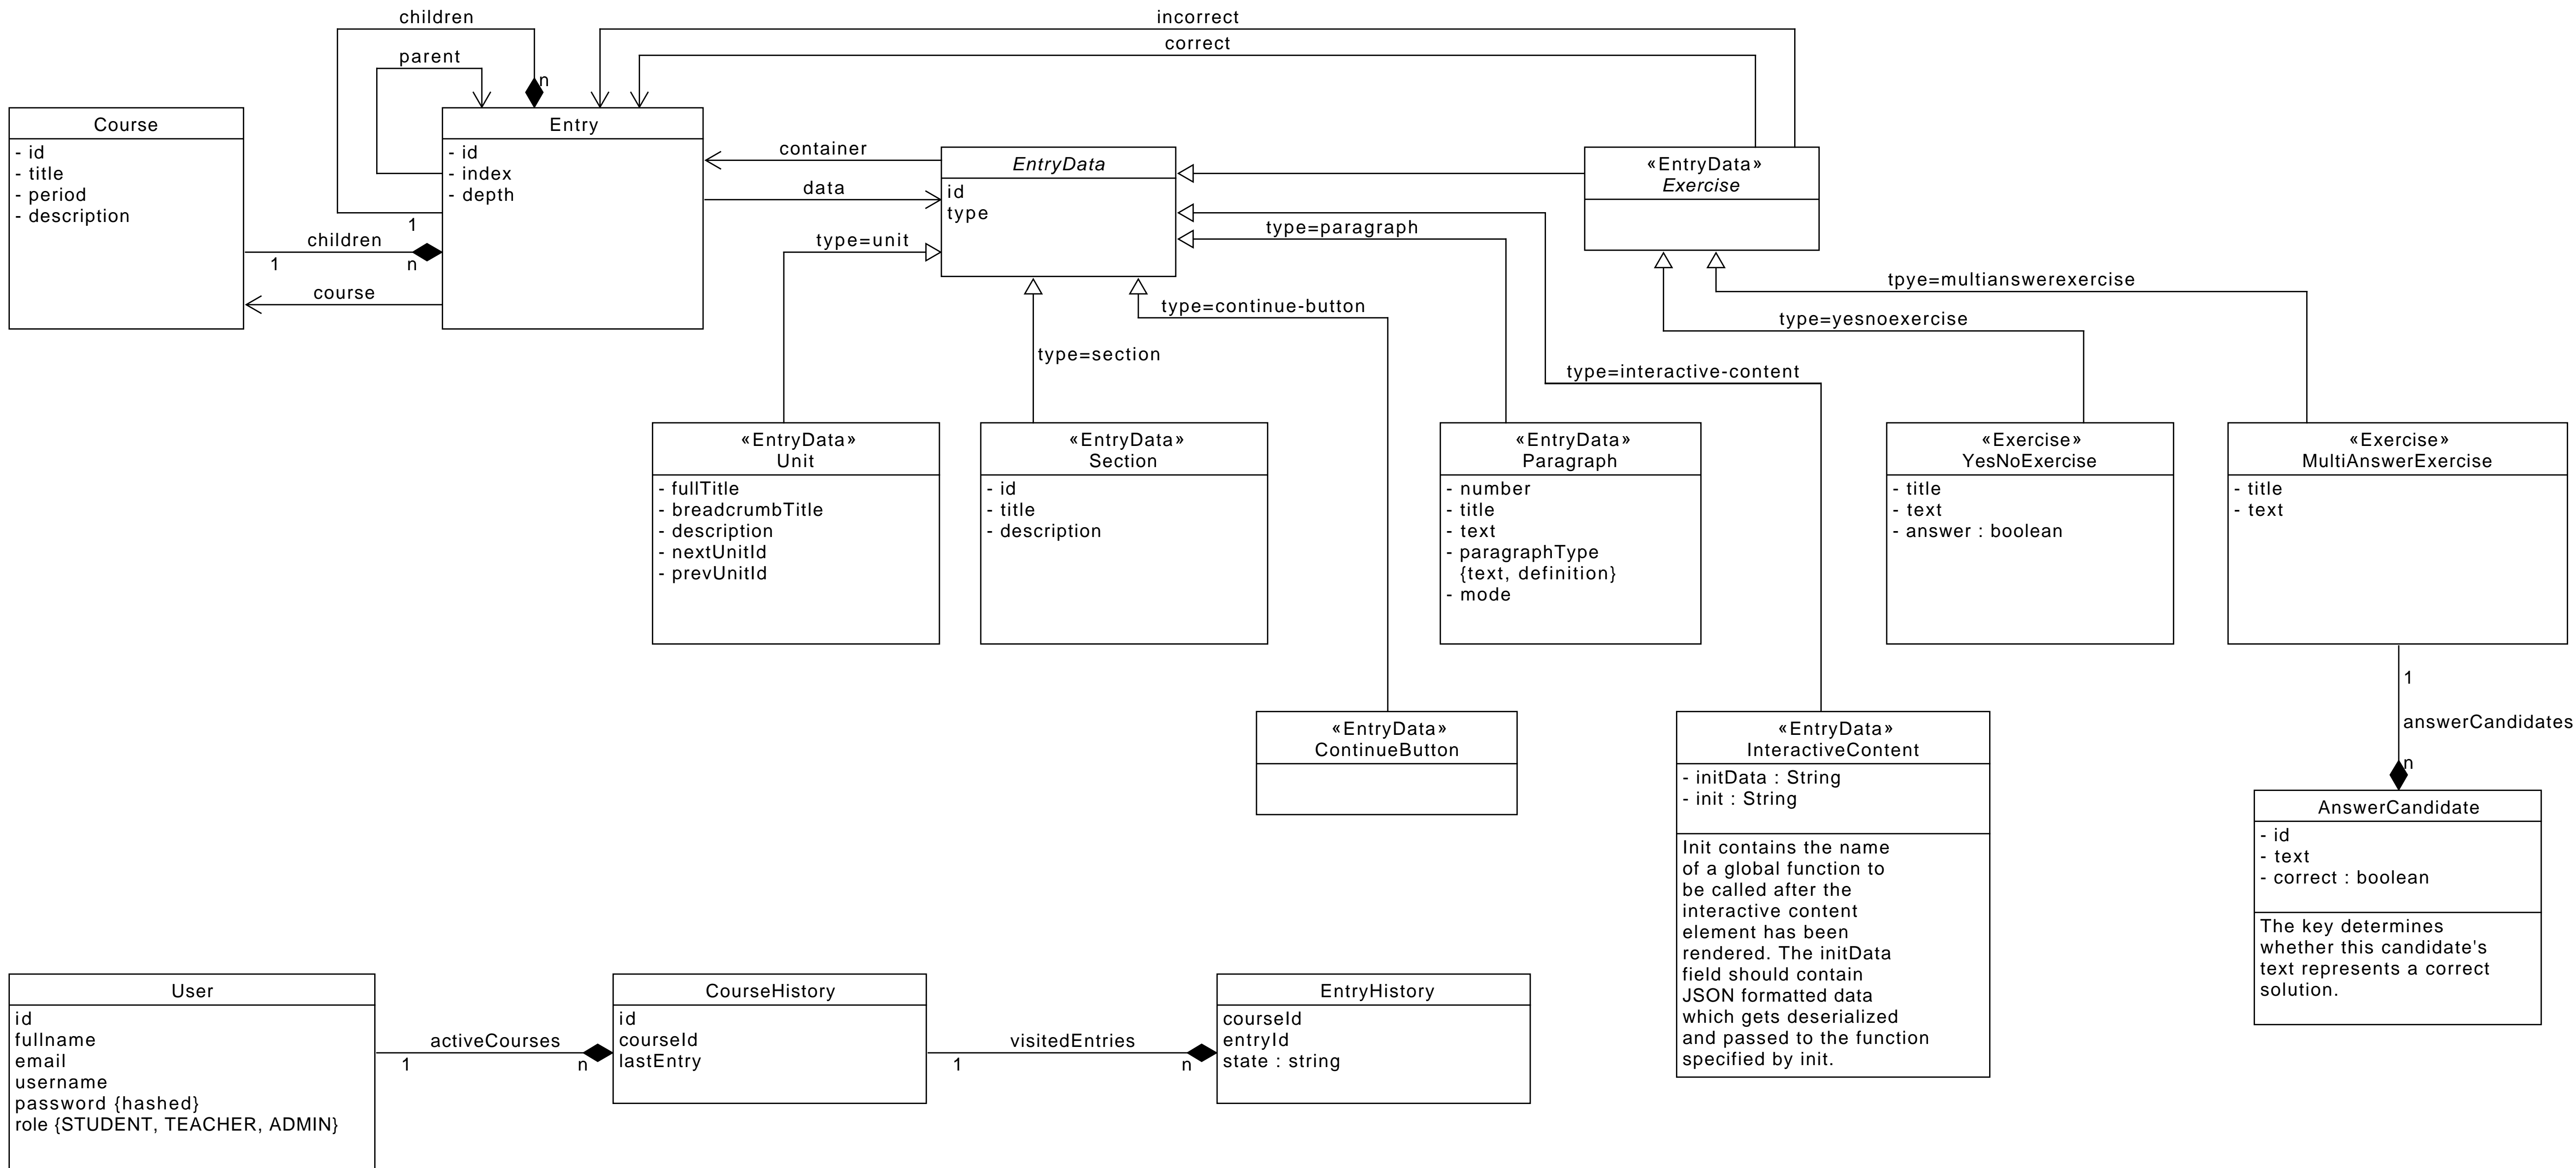 children
incorrect
correct
parent
n
Course
- id
- title
- period
- description
Entry
- id
- index
- depth
1
children
1
n
course
container
data
EntryData
id
type
«EntryData»
Exercise
type=unit
type=paragraph
type=continue-button
type=section
type=interactive-content
tpye=multianswerexercise
type=yesnoexercise
«EntryData»
Unit
- fullTitle
- breadcrumbTitle
- description
- nextUnitId
- prevUnitId
«EntryData»
Section
- id
- title
- description
«EntryData»
Paragraph
- number
- title
- text
- paragraphType
{text, definition}
- mode
«Exercise»
YesNoExercise
- title
- text
- answer : boolean
«Exercise»
MultiAnswerExercise
- title
- text
1
answerCandidates
n
«EntryData»
ContinueButton
«EntryData»
InteractiveContent
- initData : String
- init : String
Init contains the name
of a global function to
be called after the
interactive content
element has been
rendered. The initData
field should contain
JSON formatted data
which gets deserialized
and passed to the function
specified by init.
AnswerCandidate
- id
- text
- correct : boolean
The key determines
whether this candidate's
text represents a correct
solution.
User
id
fullname
email
username
password {hashed}
role {STUDENT, TEACHER, ADMIN}
activeCourses
1
n
CourseHistory
id
courseId
lastEntry
visitedEntries
1
n
EntryHistory
courseId
entryId
state : string